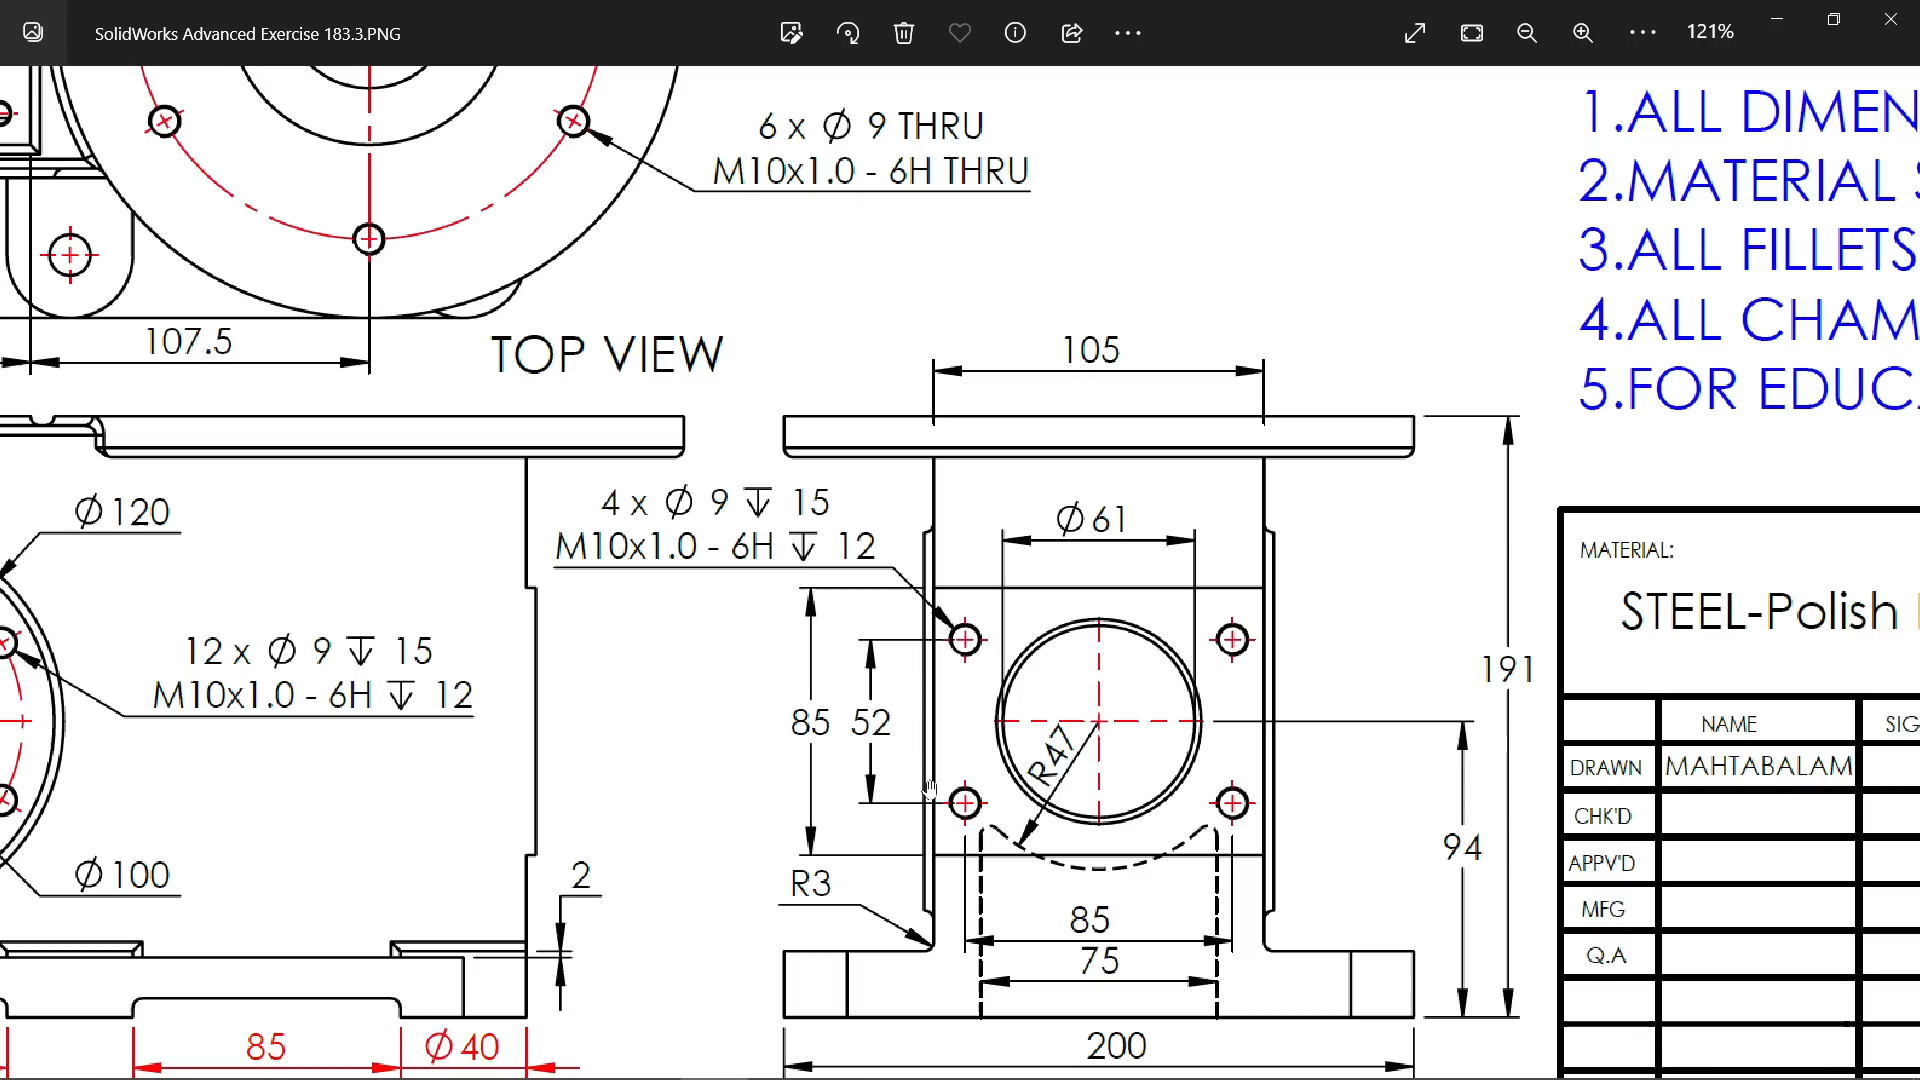 SolidWorks Advanced Exercise 183.3.PNG
121%
6 x Ø 9 THRU
M10x1.0 - 6H THRU
1.ALL DIMEN
2.MATERIAL
3.ALL FILLETS
4.ALL CHAM
5.FOR EDUC
107.5
TOP VIEW
105
Ø 120
4 x Ø 9 ↧ 15
M10x1.0 - 6H ↧ 12
Ø 61
12 x Ø 9 ↧ 15
M10x1.0 - 6H ↧ 12
85
52
R47
191
94
Ø 100
2
R3
85
75
85
Ø 40
200
MATERIAL:
STEEL-Polish
NAME
SIG
DRAWN MAHTABALAM
CHK'D
APPV'D
MFG
Q.A